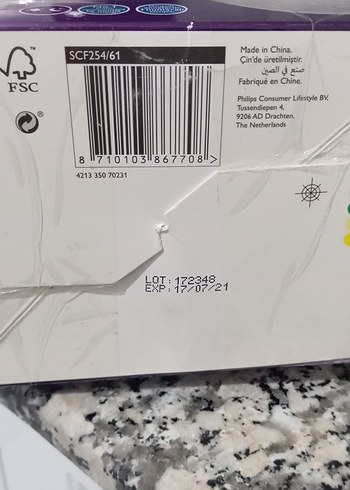 SCF254/61
8 710103 867708 >
4213 350 70231
FSC
™
Made in China.
Çin'de üretilmiştir.
صنع في الصين
Fabriqué en Chine.
Philips Consumer Lifestyle BV,
Tussendiepen 4,
9206 AD Drachten,
The Netherlands
LOT: 172348
EXP: 17/07/21